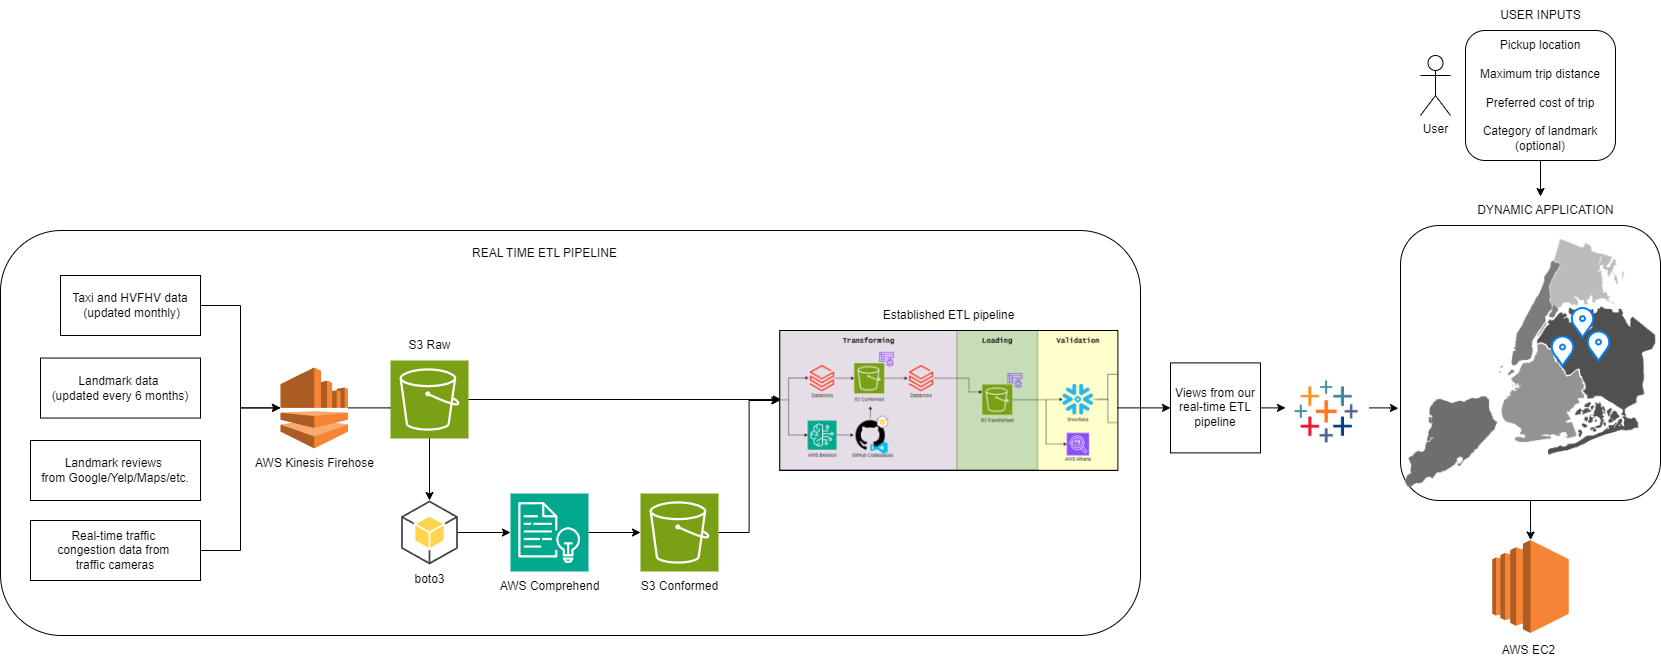 USER INPUTS
Pickup location
Maximum trip distance
Preferred cost of trip
Category of landmark
(optional)
User
DYNAMIC APPLICATION
REAL TIME ETL PIPELINE
Taxi and HVFHV data
(updated monthly)
Landmark data
(updated every 6 months)
Landmark reviews
from Google/Yelp/Maps/etc.
Real-time traffic
congestion data from
traffic cameras
AWS Kinesis Firehose
S3 Raw
boto3
AWS Comprehend
S3 Conformed
Established ETL pipeline
Transforming
Loading
Validation
Databricks
S3 Conformed
Databricks
AWS Bedrock
GitHub Codespaces
S3 Transformed
Snowflake
AWS Athena
Views from our
real-time ETL
pipeline
AWS EC2